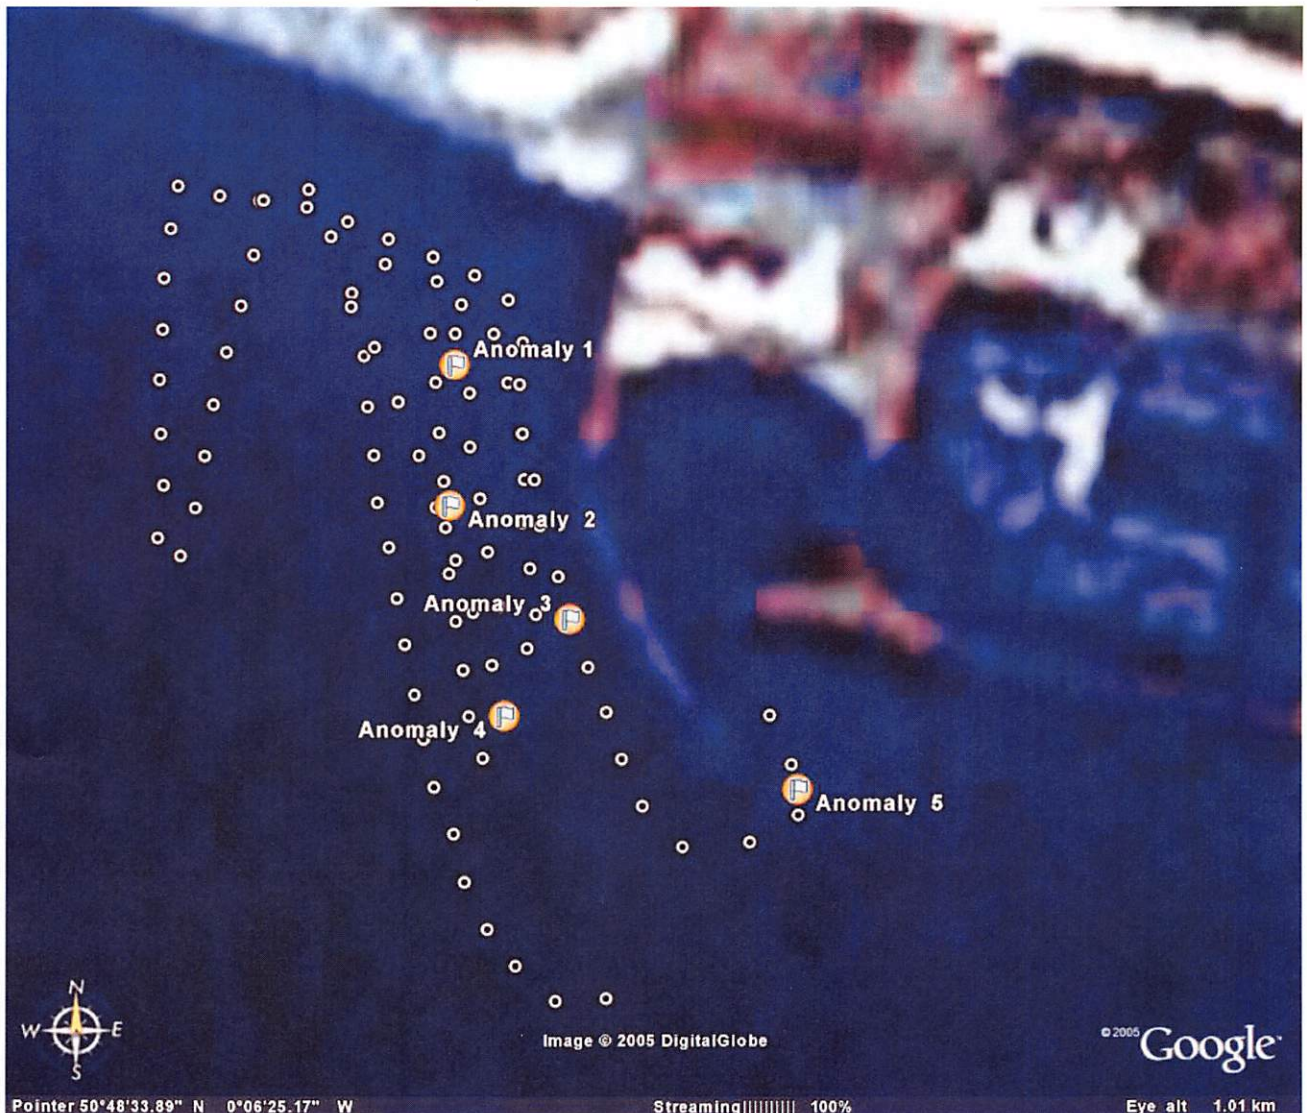 Anomaly 1
Anomaly 2
Anomaly 3
Anomaly 4
Anomaly 5
N
W E
S
Image © 2005 DigitalGlobe
© 2005 Google™
Pointer 50°48'33.89" N 0°06'25.17" W Streaming |||||||||| 100% Eye alt 1.01 km